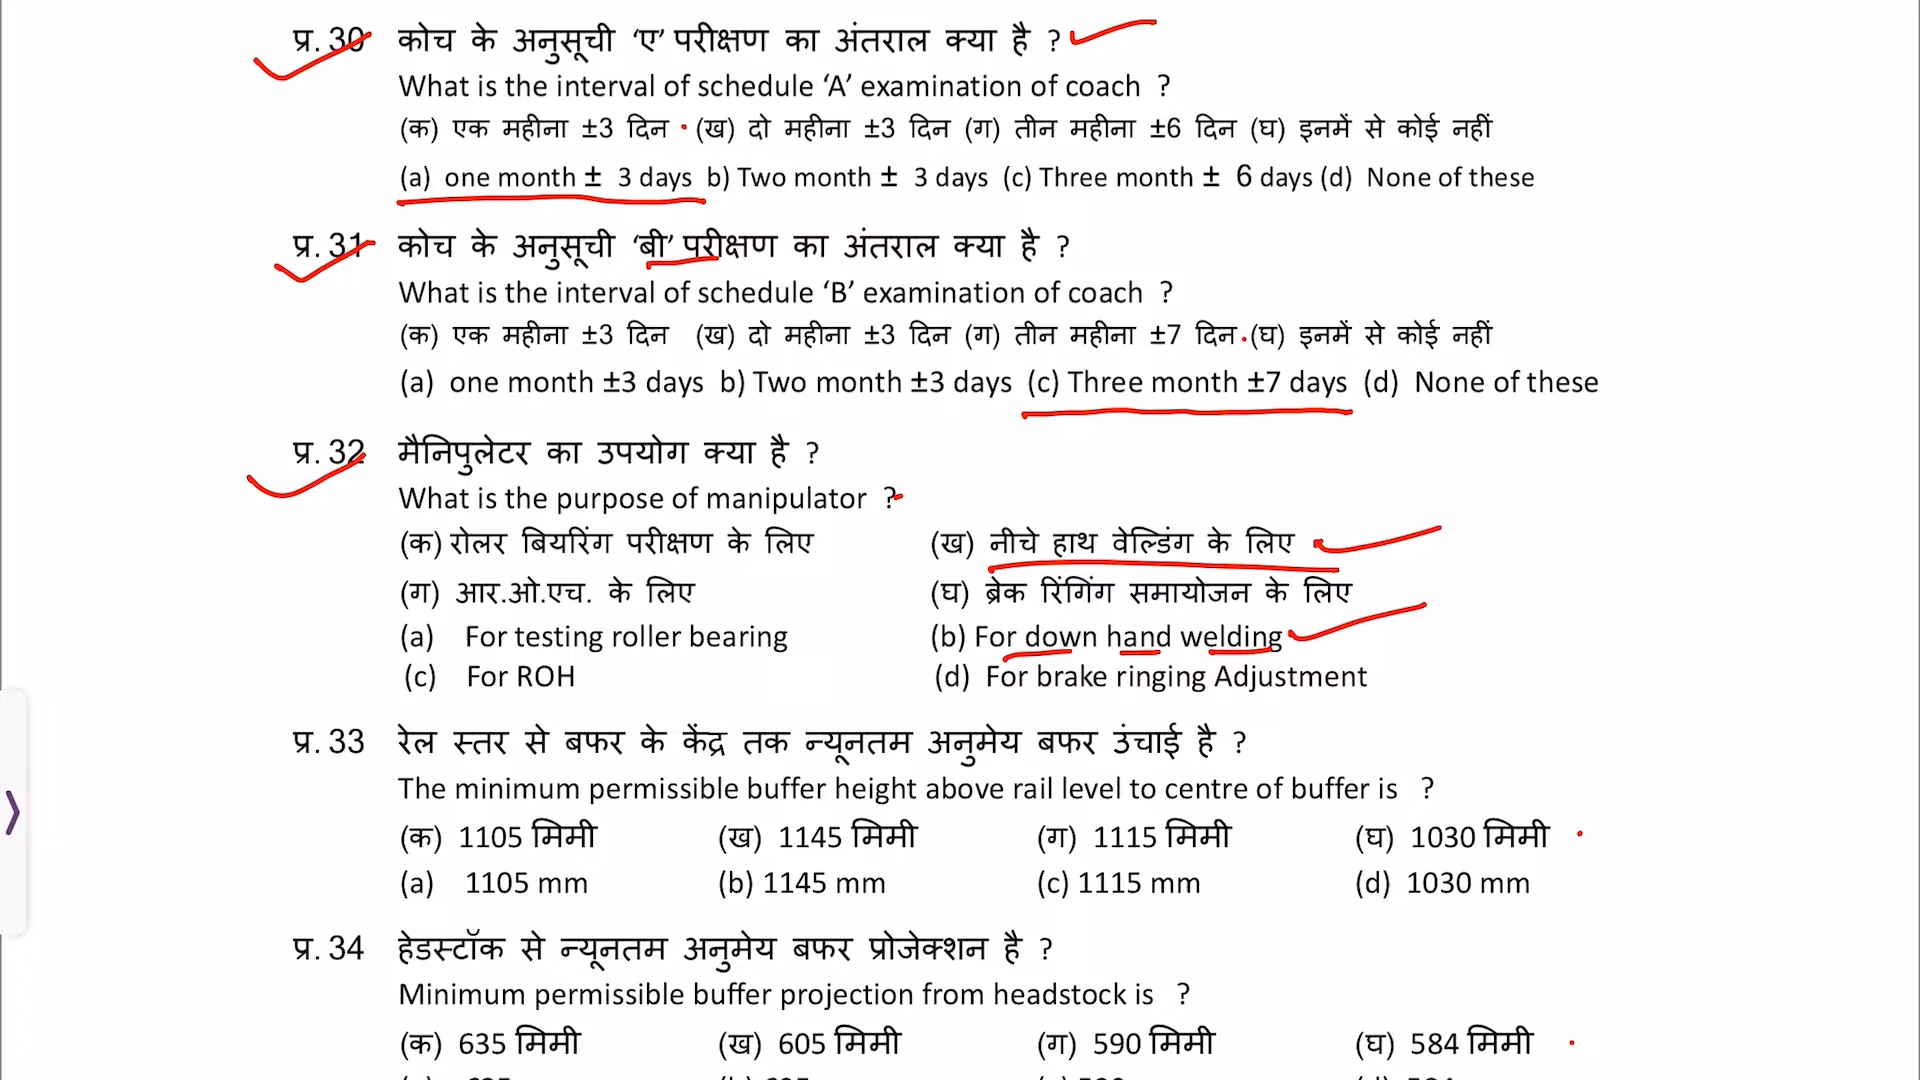 प्र. 30 कोच के अनुसूची ‘ए’ परीक्षण का अंतराल क्या है ?
What is the interval of schedule ‘A’ examination of coach ?
(क) एक महीना ±3 दिन (ख) दो महीना ±3 दिन (ग) तीन महीना ±6 दिन (घ) इनमें से कोई नहीं
(a) one month ± 3 days b) Two month ± 3 days (c) Three month ± 6 days (d) None of these
प्र. 31 कोच के अनुसूची ‘बी’ परीक्षण का अंतराल क्या है ?
What is the interval of schedule ‘B’ examination of coach ?
(क) एक महीना ±3 दिन (ख) दो महीना ±3 दिन (ग) तीन महीना ±7 दिन (घ) इनमें से कोई नहीं
(a) one month ±3 days b) Two month ±3 days (c) Three month ±7 days (d) None of these
प्र. 32 मैनिपुलेटर का उपयोग क्या है ?
What is the purpose of manipulator ?
(क) रोलर बियरिंग परीक्षण के लिए (ख) नीचे हाथ वेल्डिंग के लिए
(ग) आर.ओ.एच. के लिए (घ) ब्रेक रिंगिंग समायोजन के लिए
(a) For testing roller bearing (b) For down hand welding
(c) For ROH (d) For brake ringing Adjustment
प्र. 33 रेल स्तर से बफर के केंद्र तक न्यूनतम अनुमेय बफर उंचाई है ?
The minimum permissible buffer height above rail level to centre of buffer is ?
(क) 1105 मिमी (ख) 1145 मिमी (ग) 1115 मिमी (घ) 1030 मिमी
(a) 1105 mm (b) 1145 mm (c) 1115 mm (d) 1030 mm
प्र. 34 हेडस्टॉक से न्यूनतम अनुमेय बफर प्रोजेक्शन है ?
Minimum permissible buffer projection from headstock is ?
(क) 635 मिमी (ख) 605 मिमी (ग) 590 मिमी (घ) 584 मिमी